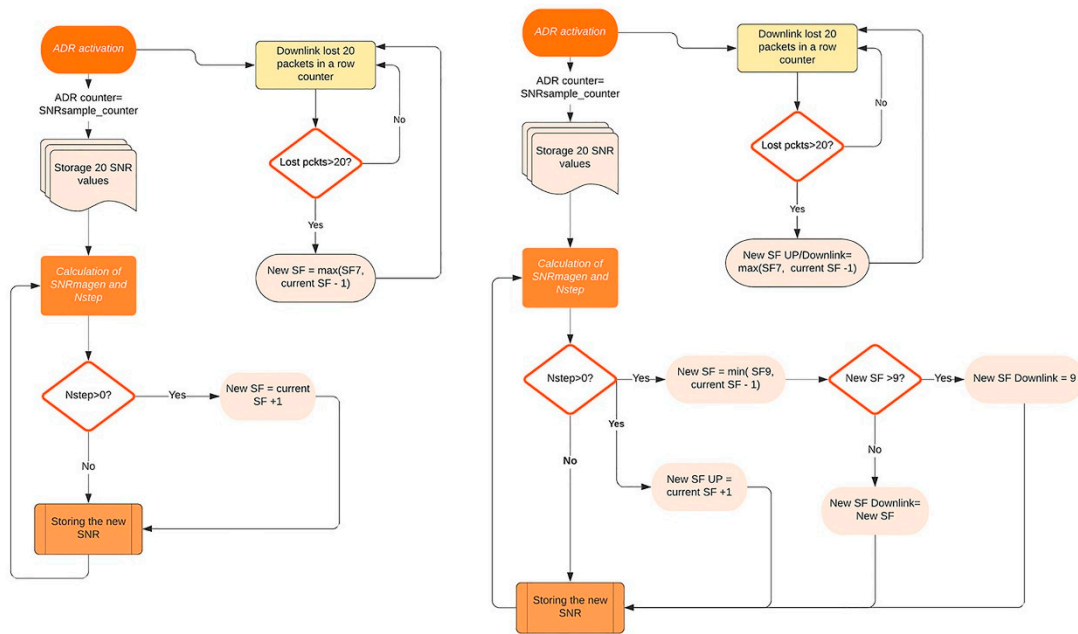 ADR activation
Downlink lost 20
packets in a row
counter
ADR counter=
SNRsample_counter
No
Storage 20 SNR
values
Lost pckts>20?
Yes
Calculation of
SNRmagen and
Nstep
New SF = max(SF7,
current SF - 1)
Nstep>0?
Yes
New SF = current
SF +1
No
Storing the new
SNR
ADR activation
Downlink lost 20
packets in a row
counter
ADR counter=
SNRsample_counter
No
Storage 20 SNR
values
Lost pckts>20?
Yes
Calculation of
SNRmagen and
Nstep
New SF UP/Downlink=
max(SF7, current SF -1)
Nstep>0?
Yes
New SF = min( SF9,
current SF - 1)
New SF >9?
Yes
New SF Downlink = 9
Yes
No
No
New SF UP =
current SF +1
New SF Downlink=
New SF
Storing the new
SNR